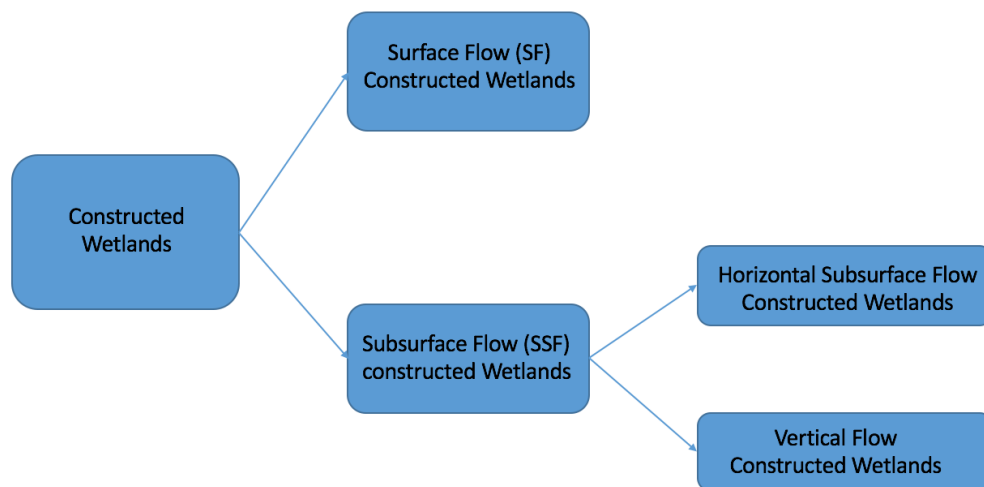 Surface Flow (SF)
Constructed Wetlands
Constructed
Wetlands
Horizontal Subsurface Flow
Constructed Wetlands
Subsurface Flow (SSF)
constructed Wetlands
Vertical Flow
Constructed Wetlands